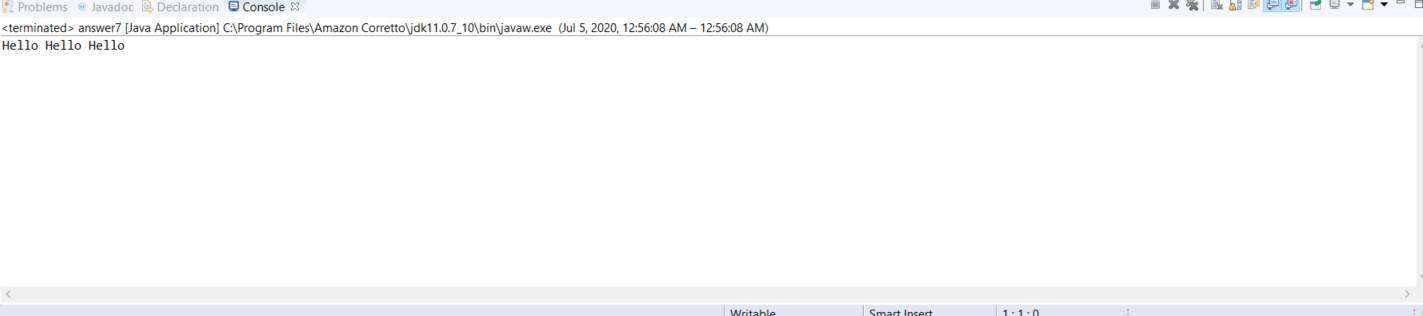 Problems Javadoc Declaration Console
<terminated> answer7 [Java Application] C:\Program Files\Amazon Corretto\jdk11.0.7_10\bin\javaw.exe (Jul 5, 2020, 12:56:08 AM – 12:56:08 AM)
Hello Hello Hello
Writable Smart Insert 1 : 1 : 0